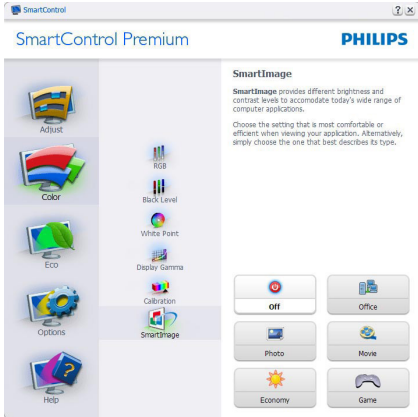 SmartControl
SmartControl Premium
PHILIPS
Adjust
Color
Eco
Options
Help
RGB
Black Level
White Point
Display Gamma
Calibration
SmartImage
SmartImage
SmartImage provides different brightness and
contrast levels to accomodate today's wide range of
computer applications.
Choose the setting that is most comfortable or
efficient when viewing your application. Alternatively,
simply choose the one that best describes its type.
Off
Office
Photo
Movie
Economy
Game